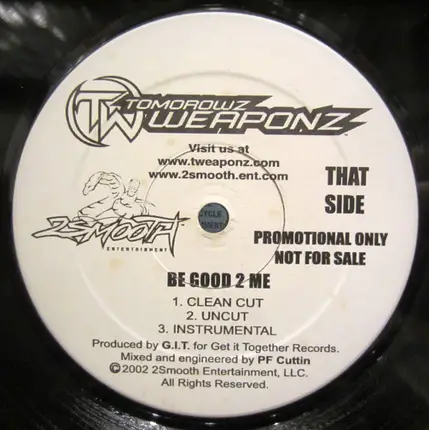 TW TOMOROWZ
WEAPONZ
Visit us at
www.tweaponz.com
www.2smooth.ent.com
THAT
SIDE
2SMOOTH
ENTERTAINMENT
PROMOTIONAL ONLY
NOT FOR SALE
BE GOOD 2 ME
1. CLEAN CUT
2. UNCUT
3. INSTRUMENTAL
Produced by G.I.T. for Get it Together Records.
Mixed and engineered by PF Cuttin
©2002 2Smooth Entertainment, LLC.
All Rights Reserved.